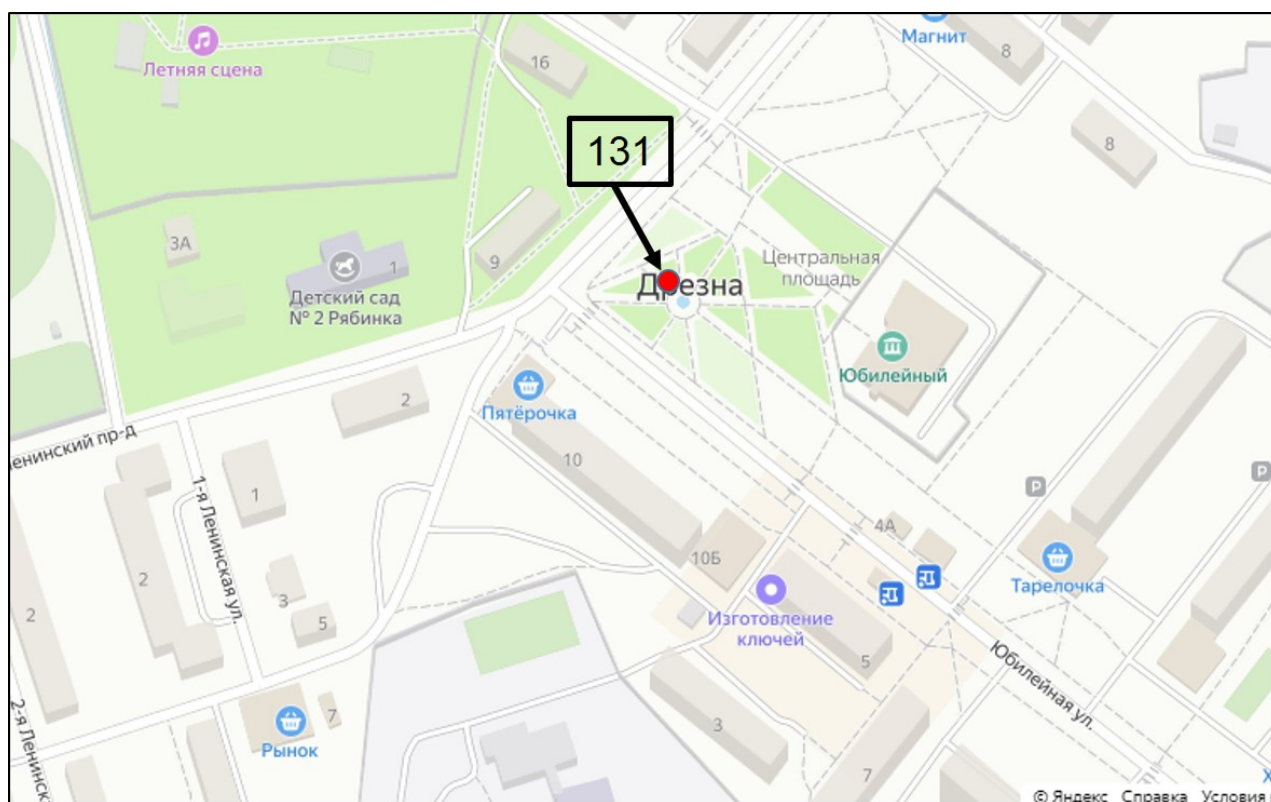 Магнит
Летняя сцена
16
8
131
8
3А
1
9
Детский сад
№ 2 Рябинка
Центральная
площадь
Дрезна
Юбилейный
Пятёрочка
2
10
енинский пр-д
1
1-я Ленинская ул.
P
P
4А
10Б
Тарелочка
2
3
2
5
Изготовление
ключей
5
Юбилейная ул.
2-я Ленинска
7
Рынок
3
7
Х
© Яндекс Справка Условия